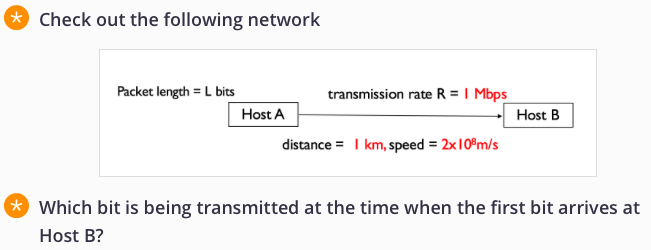 Check out the following network
Packet length = L bits
transmission rate R = 1 Mbps
Host A
Host B
distance = 1 km, speed = 2x10⁸m/s
Which bit is being transmitted at the time when the first bit arrives at
Host B?